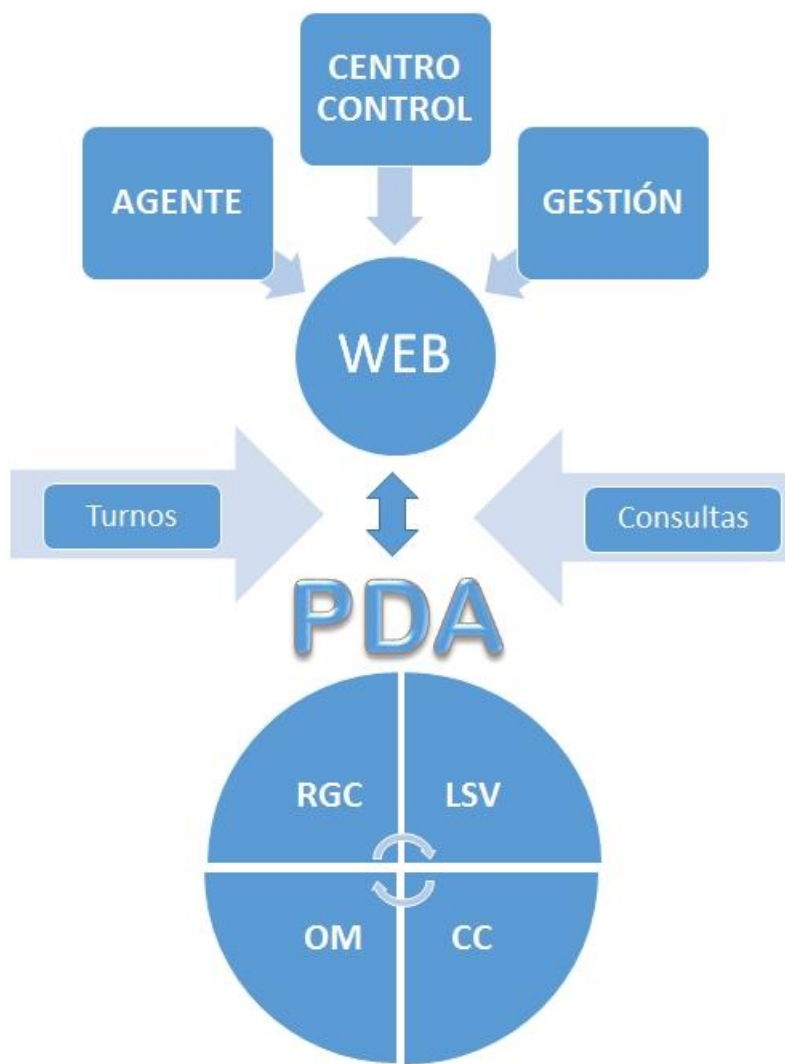 CENTRO
CONTROL
AGENTE
GESTIÓN
WEB
Turnos
Consultas
PDA
RGC
LSV
OM
CC